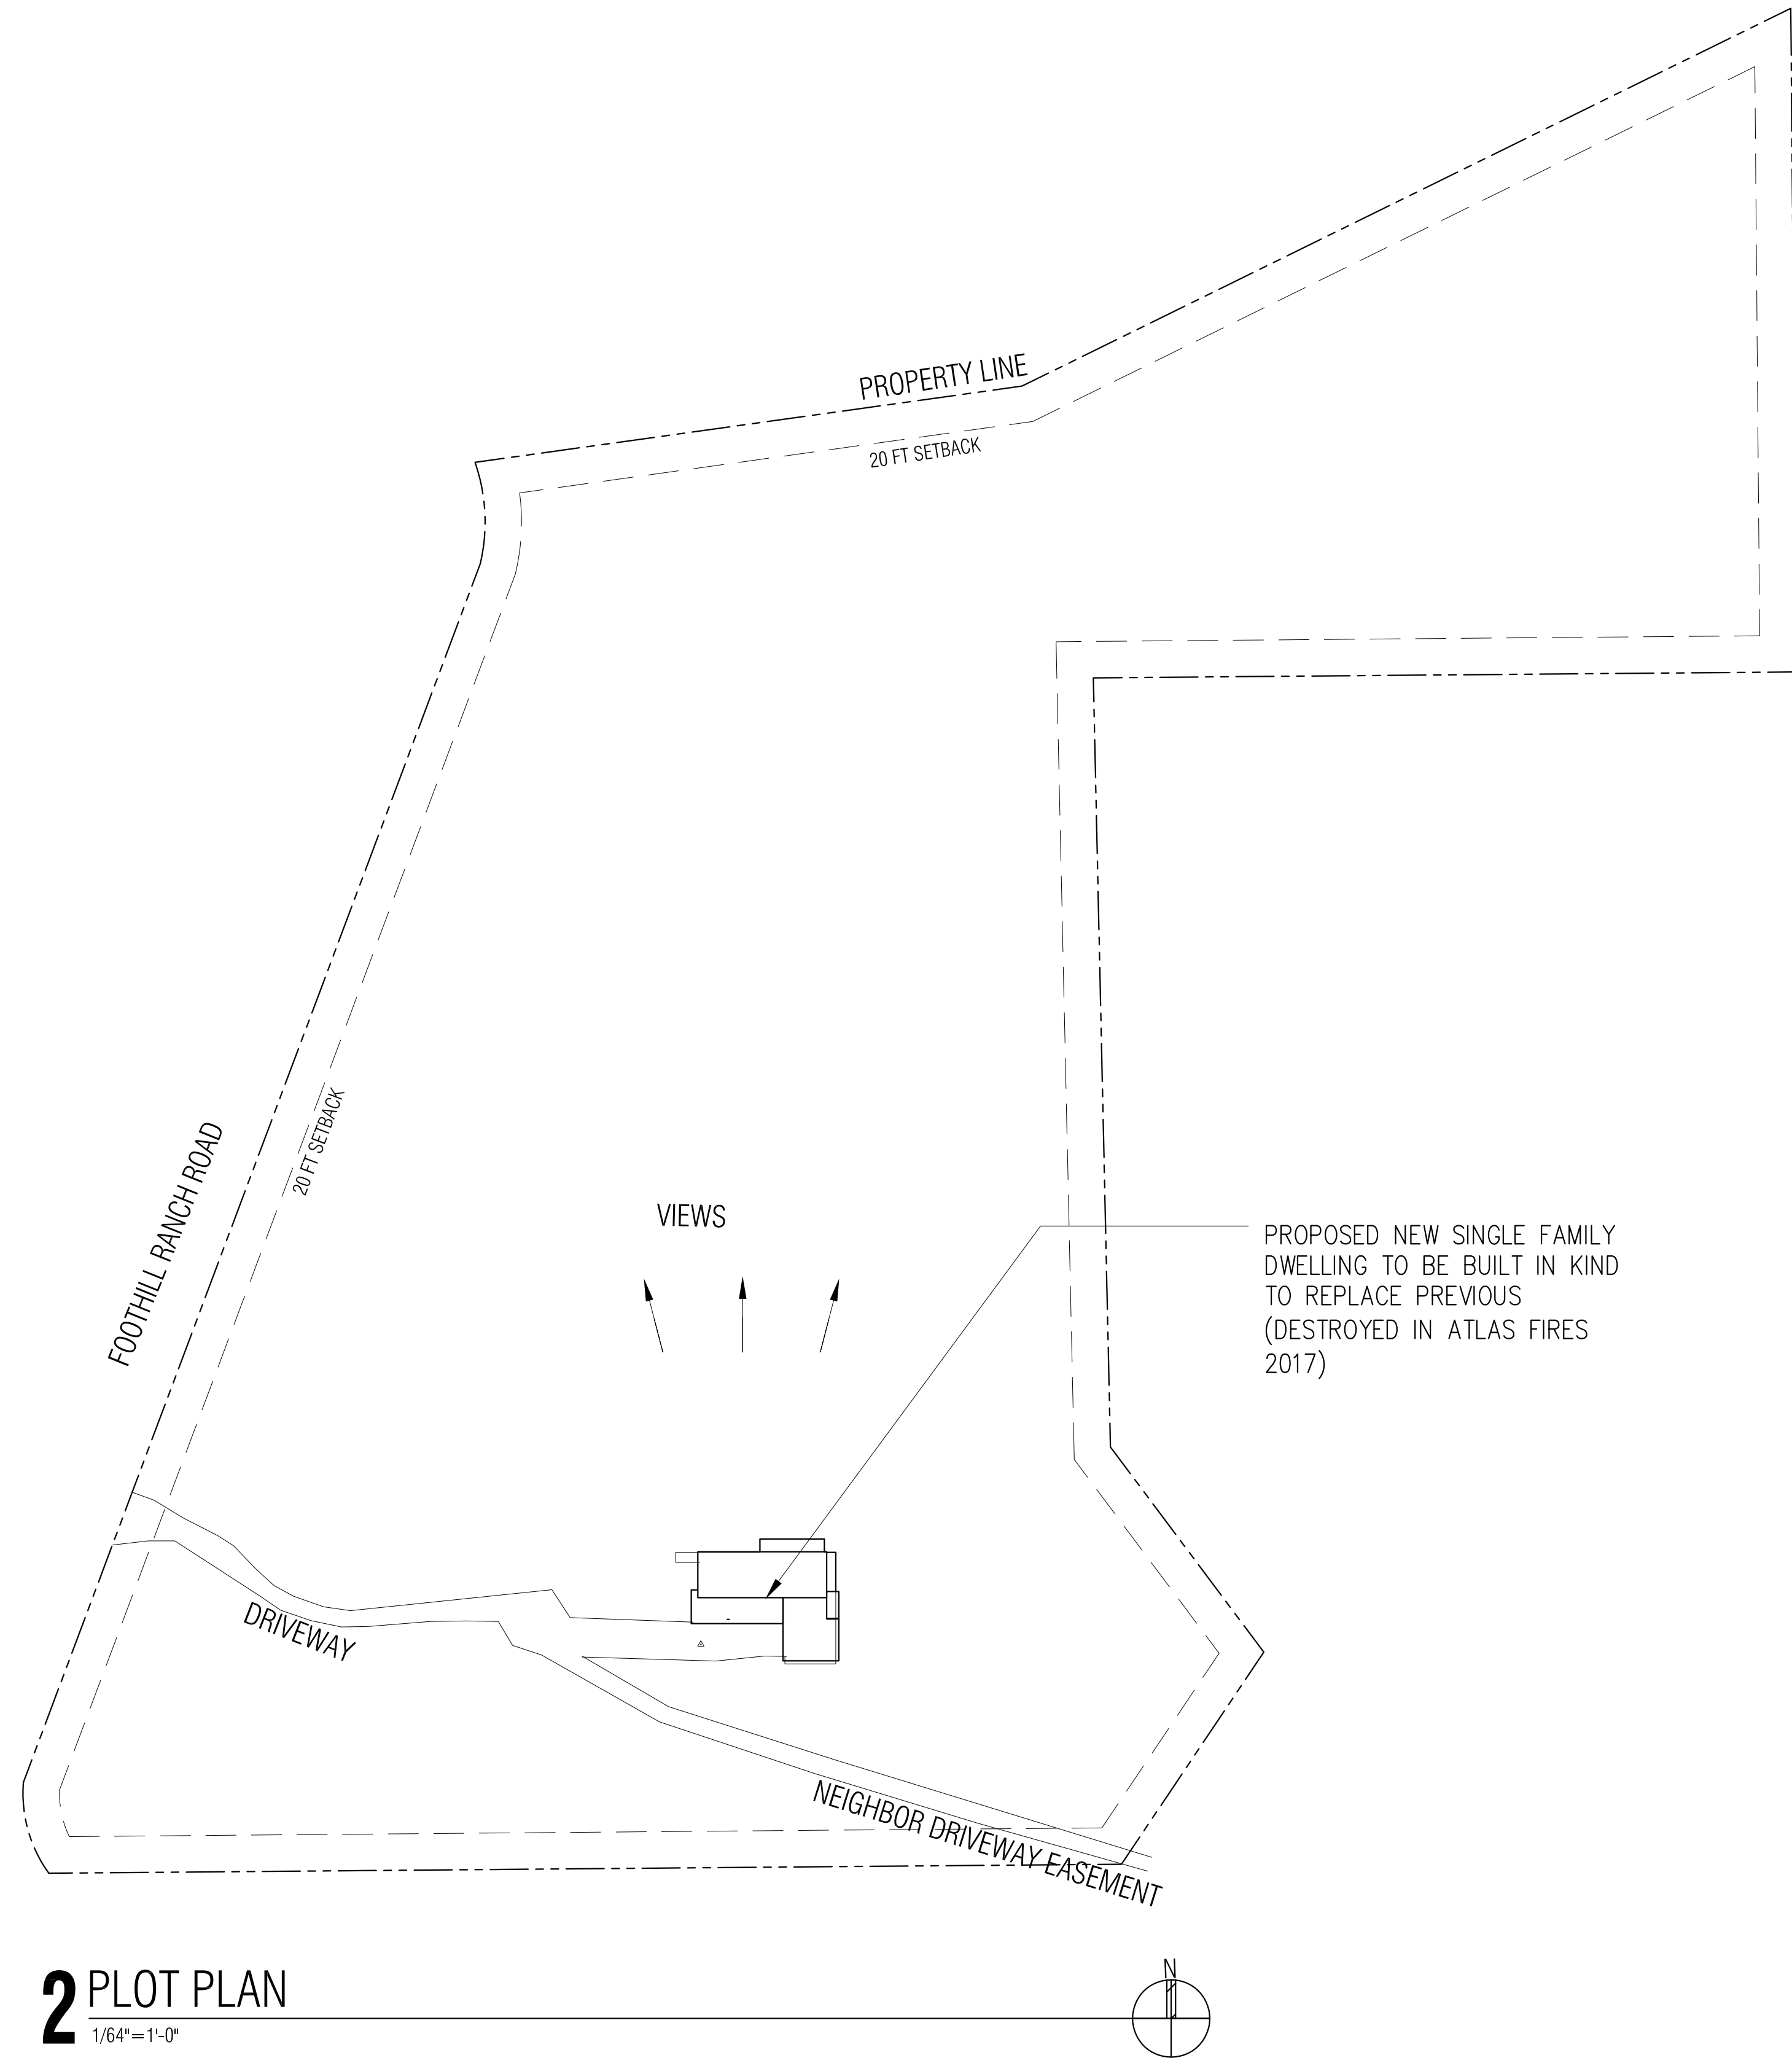 PROPERTY LINE
20 FT SETBACK
FOOTHILL RANCH ROAD
20 FT SETBACK
VIEWS
PROPOSED NEW SINGLE FAMILY
DWELLING TO BE BUILT IN KIND
TO REPLACE PREVIOUS
(DESTROYED IN ATLAS FIRES
2017)
DRIVEWAY
NEIGHBOR DRIVEWAY EASEMENT
N
2 PLOT PLAN
1/64"=1'-0"